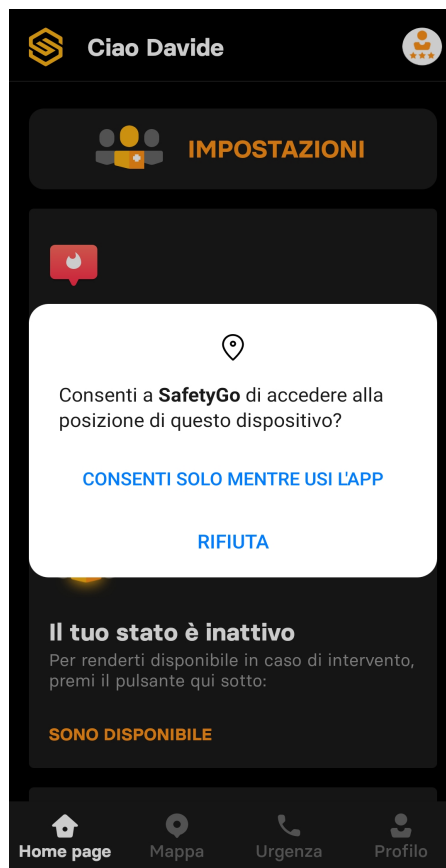 Ciao Davide
IMPOSTAZIONI
Consenti a SafetyGo di accedere alla
posizione di questo dispositivo?
CONSENTI SOLO MENTRE USI L'APP
RIFIUTA
Il tuo stato è inattivo
Per renderti disponibile in caso di intervento,
premi il pulsante qui sotto:
SONO DISPONIBILE
Home page
Mappa
Urgenza
Profilo